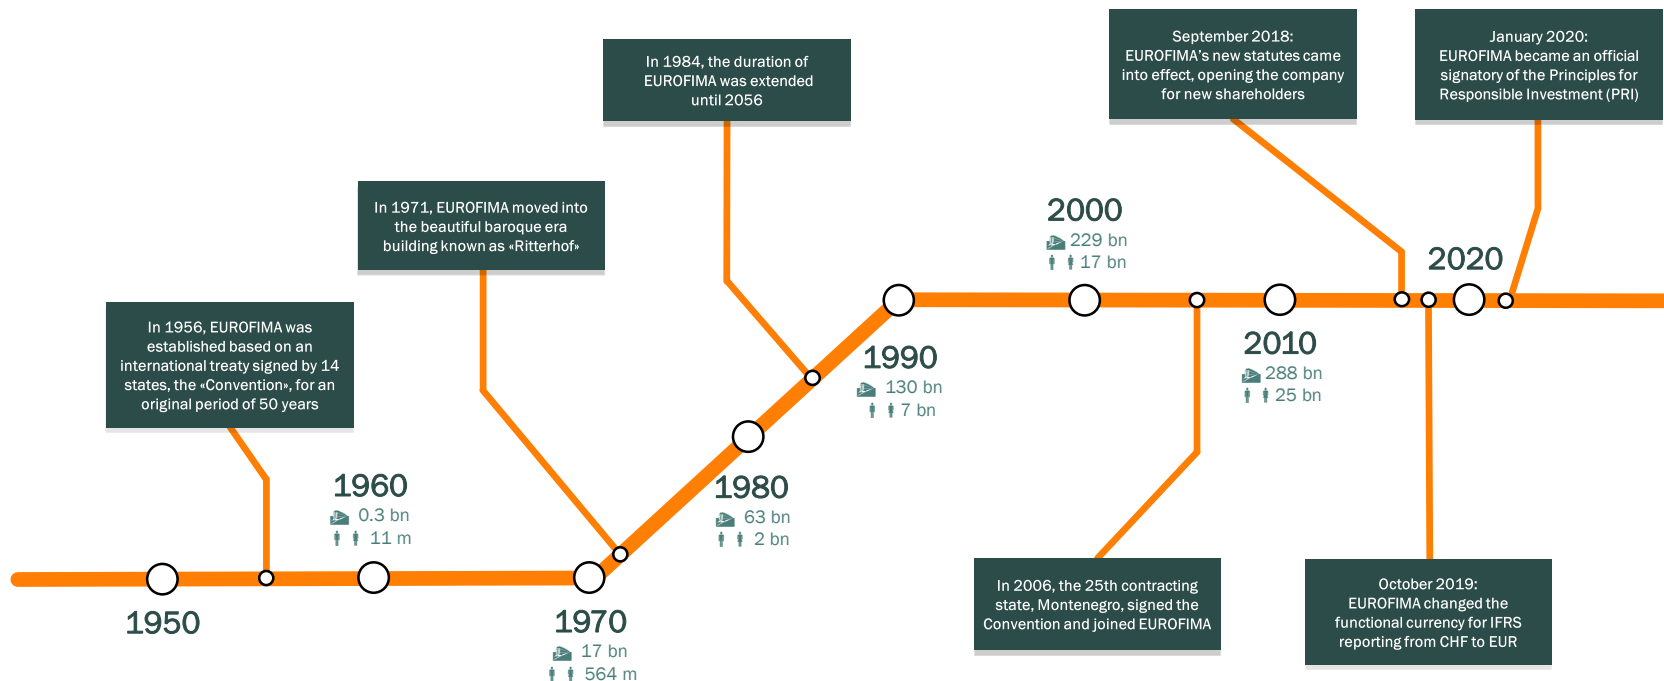 In 1956, EUROFIMA was
established based on an
international treaty signed by 14
states, the «Convention», for an
original period of 50 years
In 1971, EUROFIMA moved into
the beautiful baroque era
building known as «Ritterhof»
In 1984, the duration of
EUROFIMA was extended
until 2056
September 2018:
EUROFIMA’s new statutes came
into effect, opening the company
for new shareholders
January 2020:
EUROFIMA became an official
signatory of the Principles for
Responsible Investment (PRI)
1950
1960
0.3 bn
11 m
1970
17 bn
564 m
1980
63 bn
2 bn
1990
130 bn
7 bn
2000
229 bn
17 bn
2010
288 bn
25 bn
2020
In 2006, the 25th contracting
state, Montenegro, signed the
Convention and joined EUROFIMA
October 2019:
EUROFIMA changed the
functional currency for IFRS
reporting from CHF to EUR